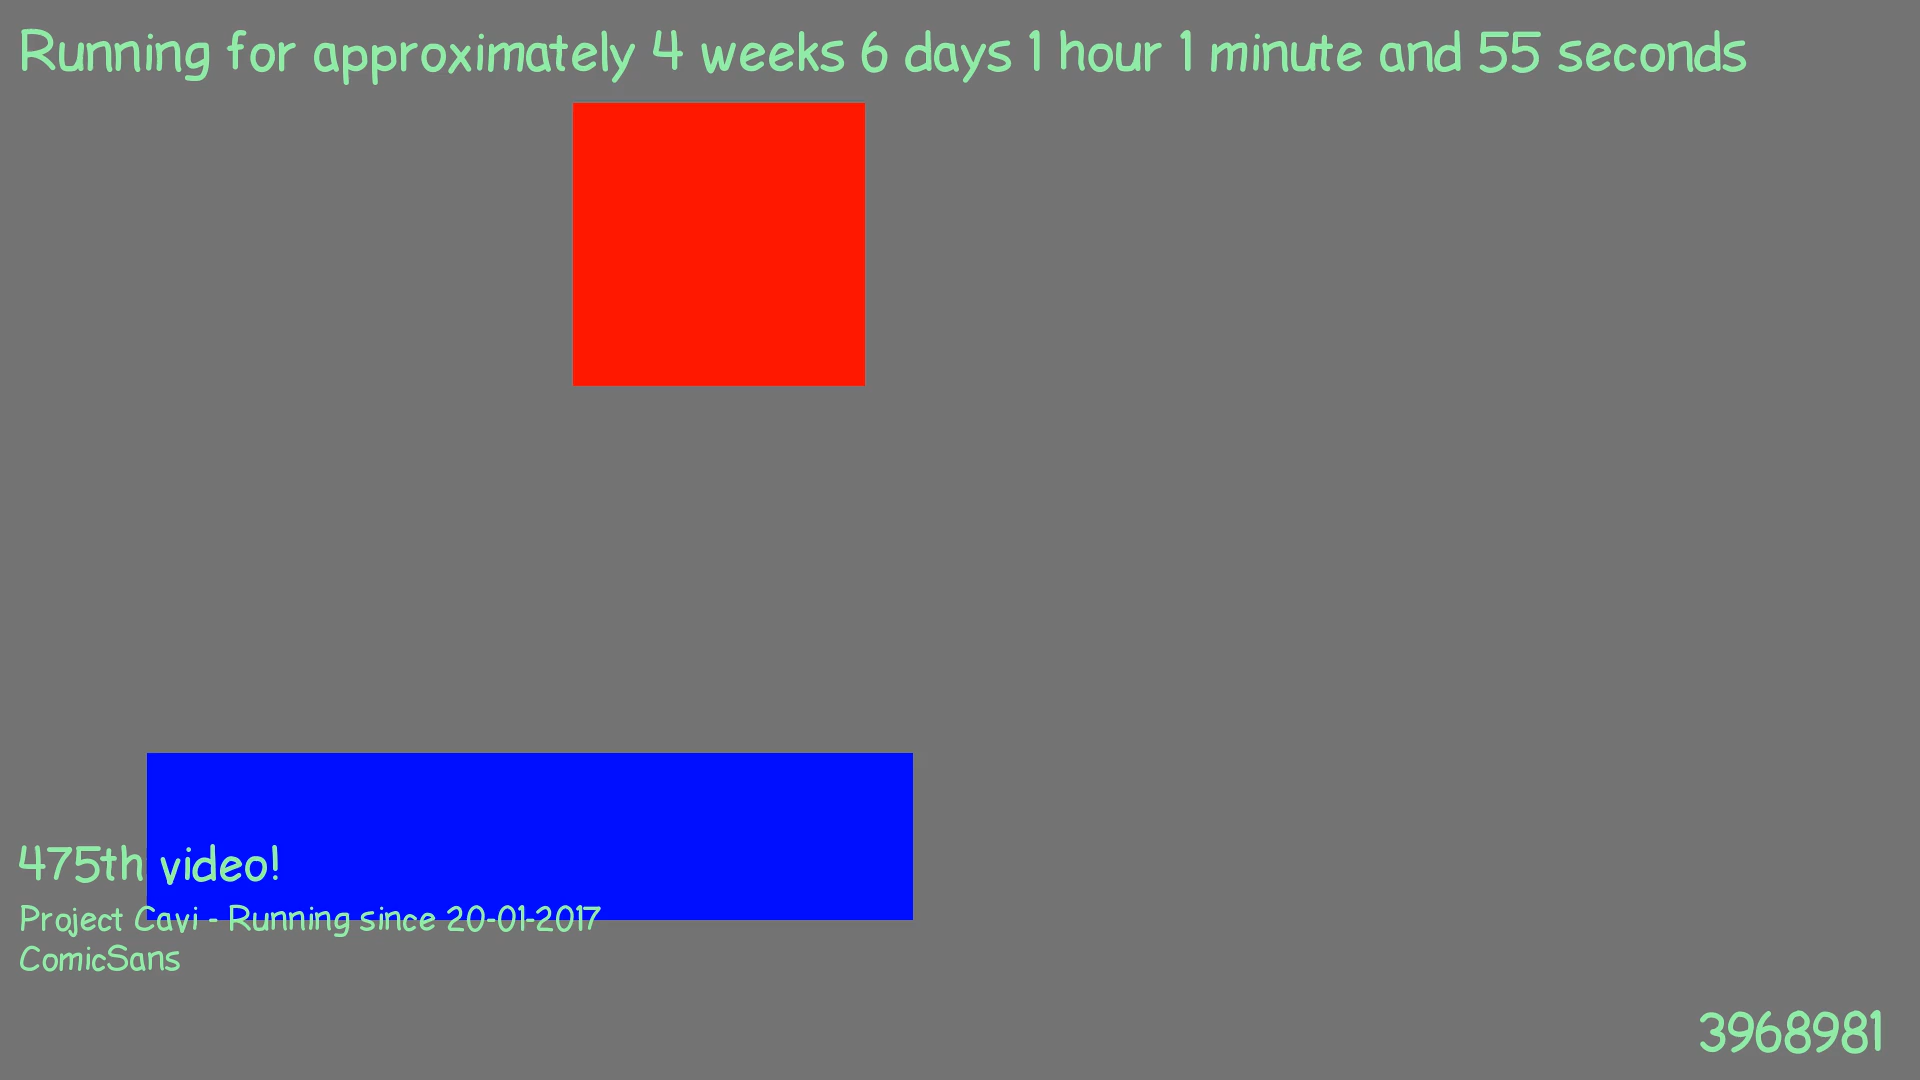 Running for approximately 4 weeks 6 days 1 hour 1 minute and 55 seconds
475th video!
Project Cavi - Running since 20-01-2017
ComicSans
3968981